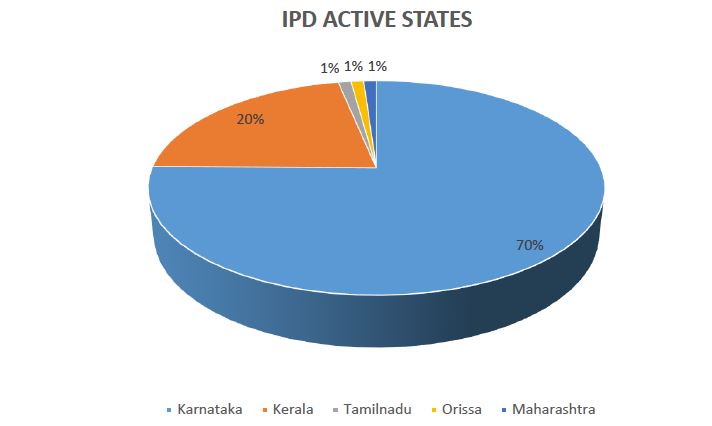 IPD ACTIVE STATES
1% 1% 1%
20%
70%
Karnataka Kerala Tamilnadu Orissa Maharashtra